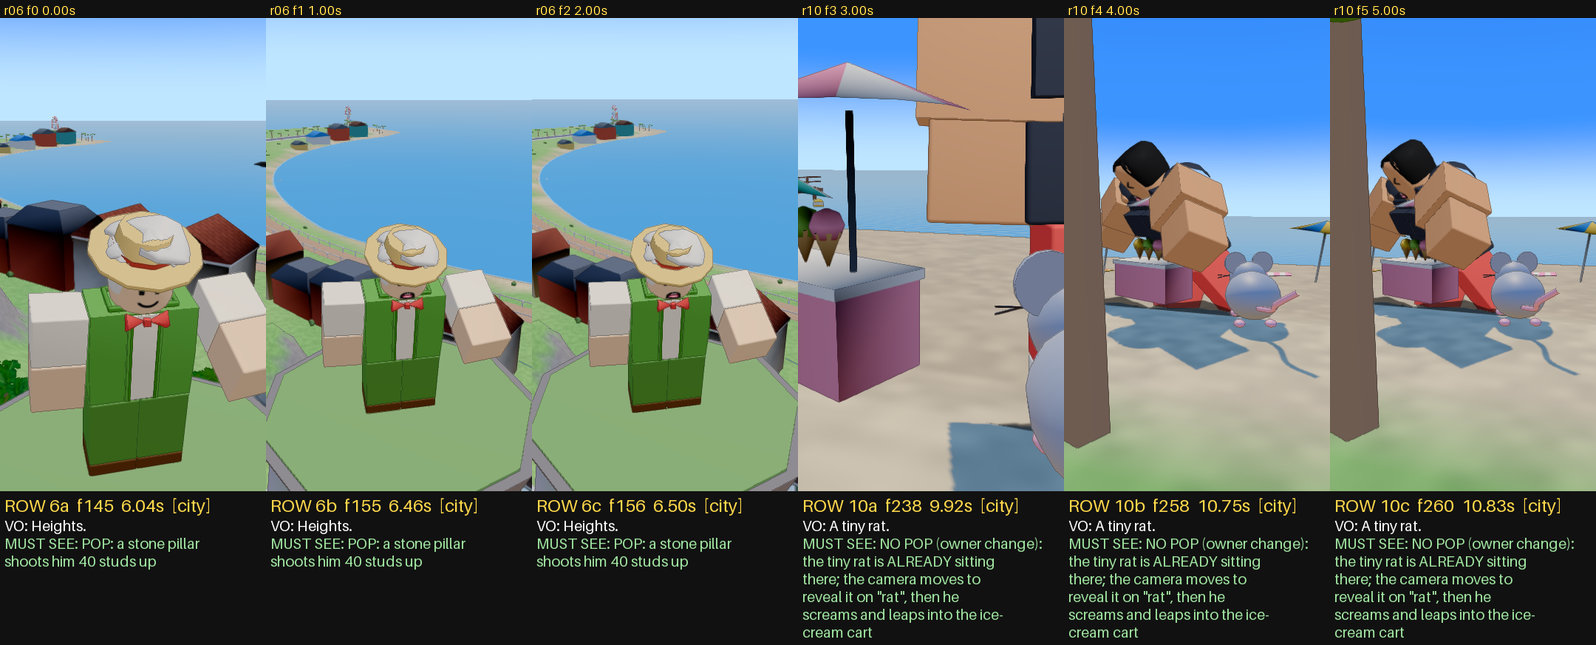 r06 f0 0.00s
r06 f1 1.00s
r06 f2 2.00s
r10 f3 3.00s
r10 f4 4.00s
r10 f5 5.00s
ROW 6a f145 6.04s [city]
VO: Heights.
MUST SEE: POP: a stone pillar
shoots him 40 studs up
ROW 6b f155 6.46s [city]
VO: Heights.
MUST SEE: POP: a stone pillar
shoots him 40 studs up
ROW 6c f156 6.50s [city]
VO: Heights.
MUST SEE: POP: a stone pillar
shoots him 40 studs up
ROW 10a f238 9.92s [city]
VO: A tiny rat.
MUST SEE: NO POP (owner change):
the tiny rat is ALREADY sitting
there; the camera moves to
reveal it on "rat", then he
screams and leaps into the ice-
cream cart
ROW 10b f258 10.75s [city]
VO: A tiny rat.
MUST SEE: NO POP (owner change):
the tiny rat is ALREADY sitting
there; the camera moves to
reveal it on "rat", then he
screams and leaps into the ice-
cream cart
ROW 10c f260 10.83s [city]
VO: A tiny rat.
MUST SEE: NO POP (owner change):
the tiny rat is ALREADY sitting
there; the camera moves to
reveal it on "rat", then he
screams and leaps into the ice-
cream cart